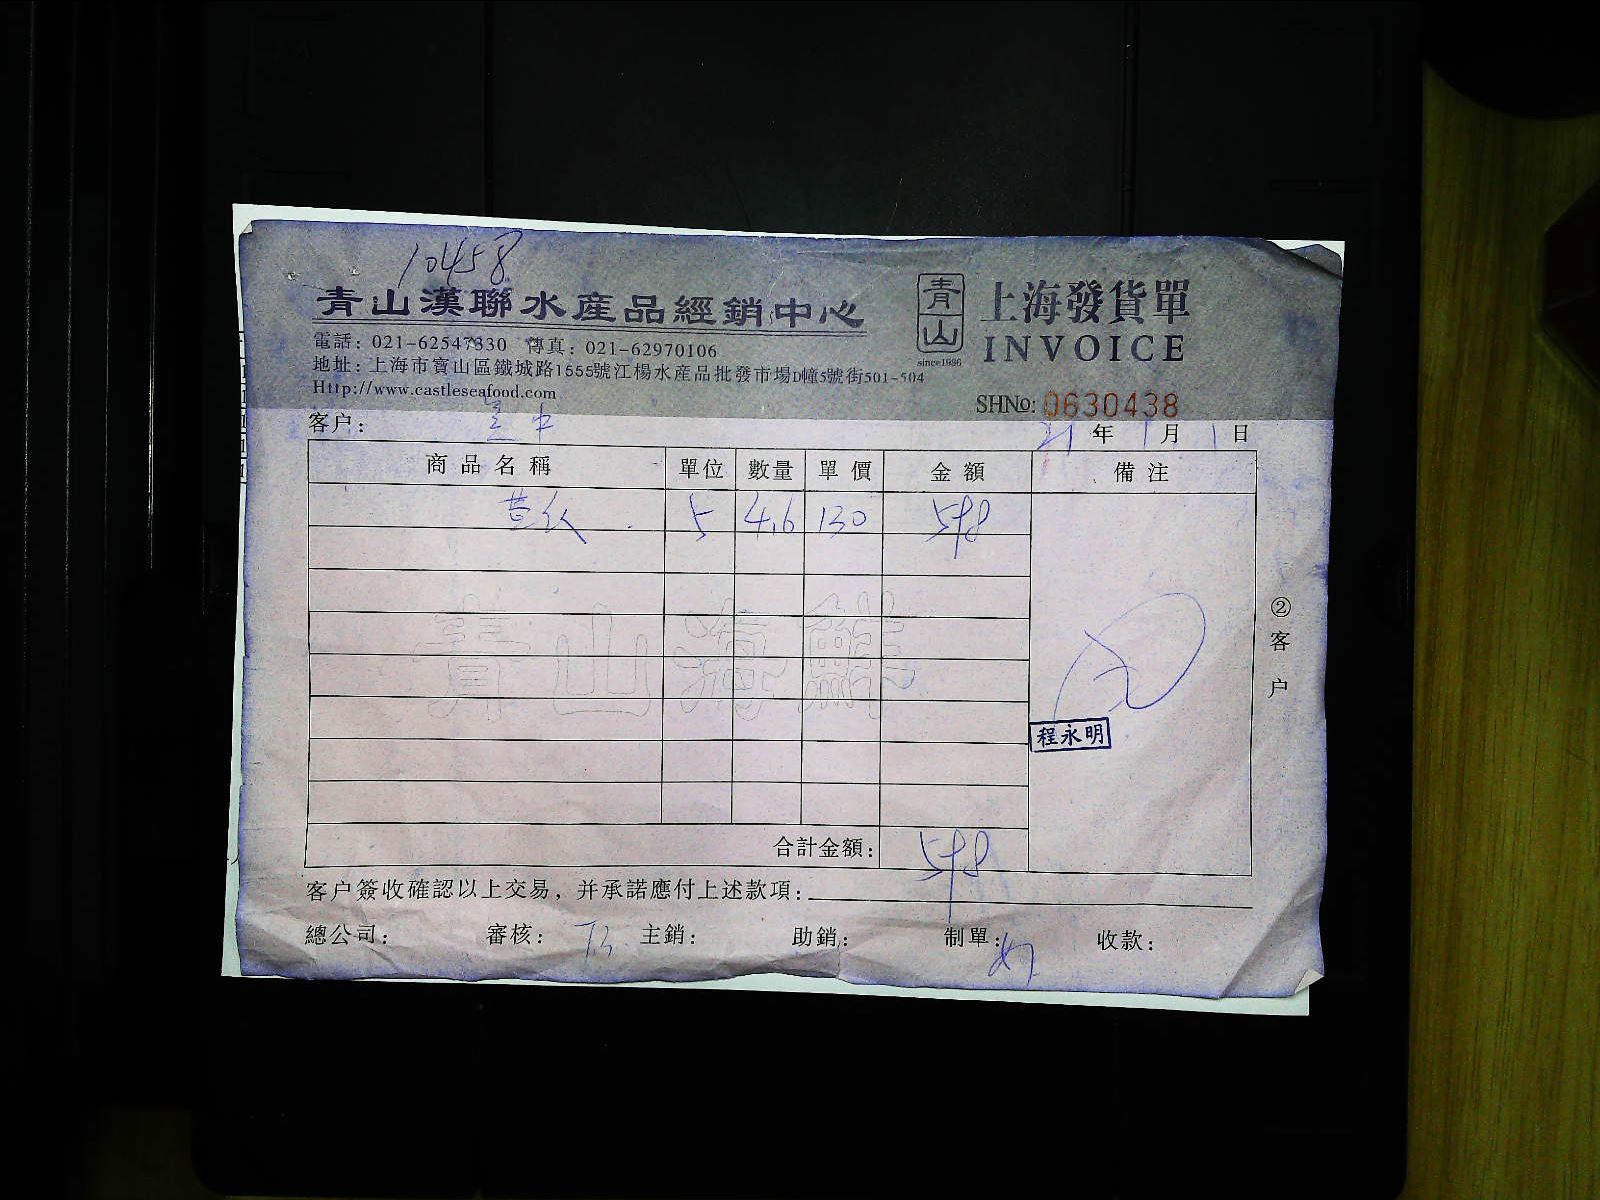 10458
青山漢聯水産品經銷中心
青山
since1996
上海發貨單
INVOICE
電話：021-62547330 傳真：021-62970106
地址：上海市寶山區鐵城路1555號江楊水産品批發市場D幢5號街501-504
Http://www.castleseafood.com
SHNo: 0630438
客户：
21 年 1 月 1 日
商品名稱 單位 數量 單價 金額 備注
5 4.6 130 598
青山海鮮
②客户
程永明
合計金額： 598
客户簽收確認以上交易，并承諾應付上述款項：
總公司： 審核： 主銷： 助銷： 制單： 收款：